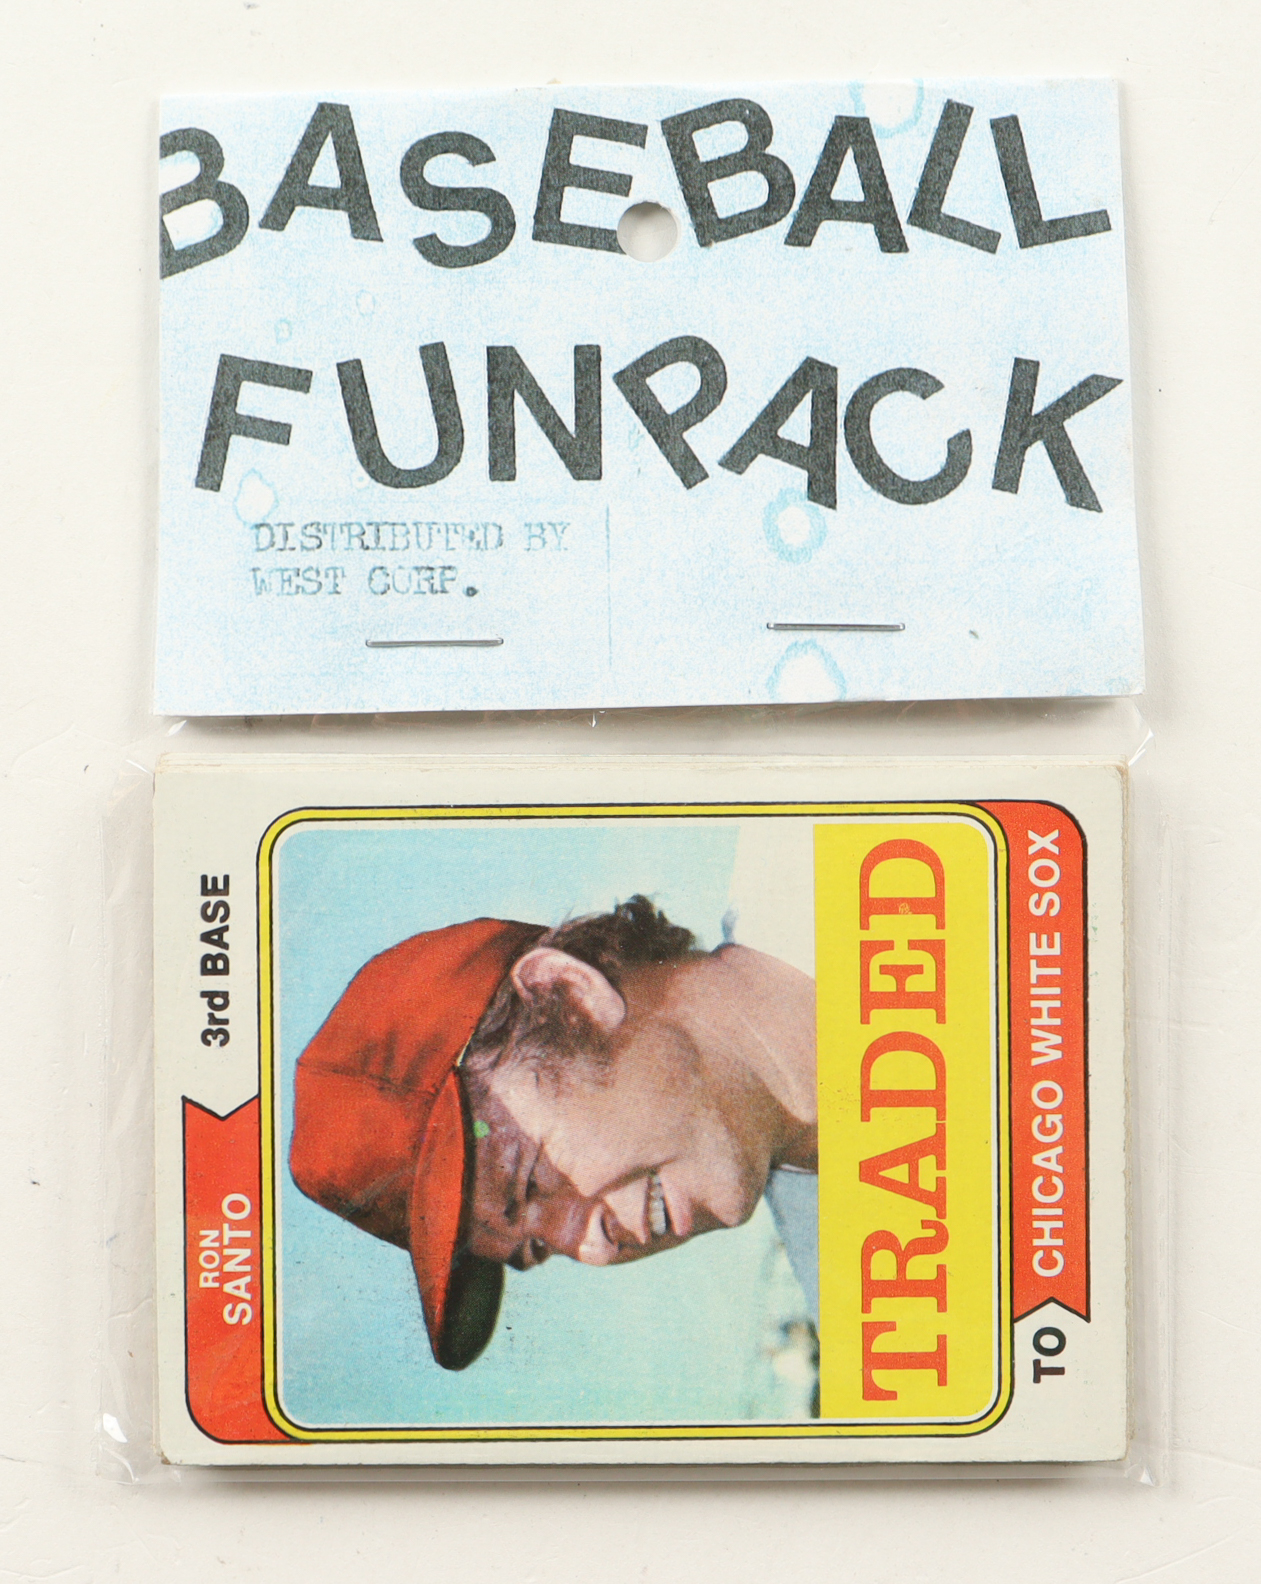 BASEBALL
FUNPACK
DISTRIBUTED BY
WEST CORP.
RON
SANTO
3rd BASE
TRADED
TO CHICAGO WHITE SOX